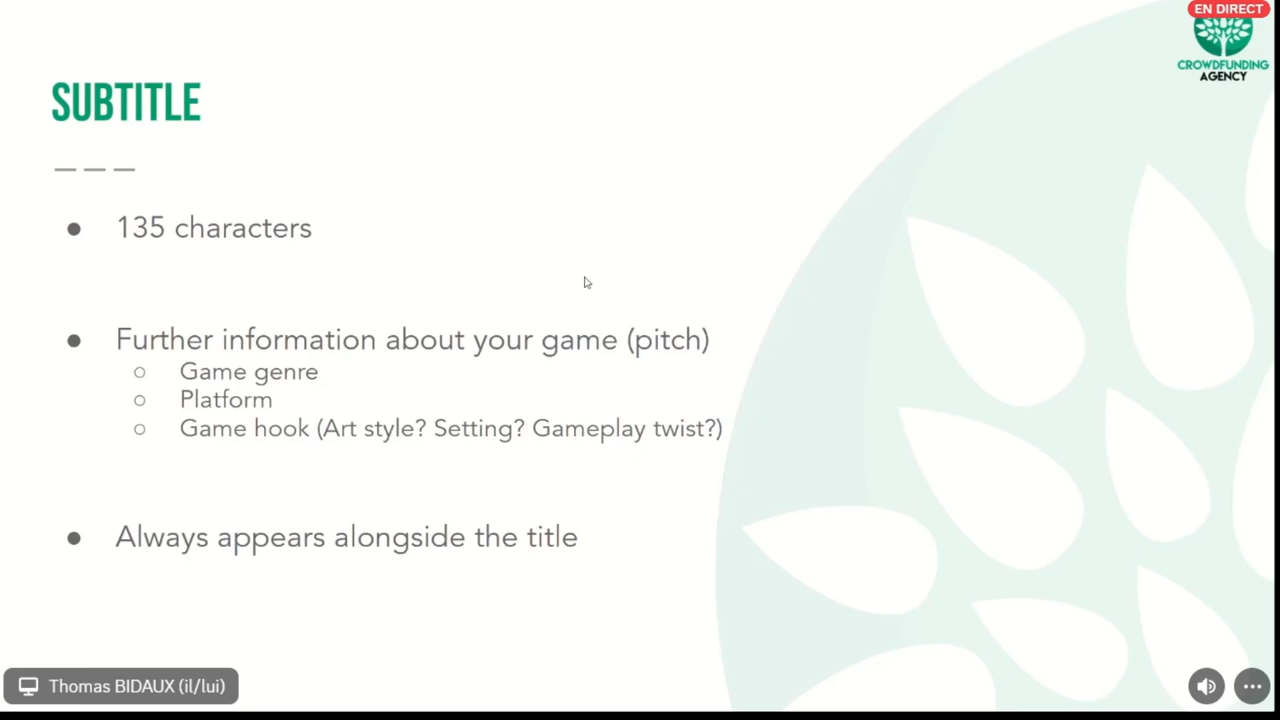 EN DIRECT
CROWDFUNDING
AGENCY
SUBTITLE
● 135 characters
● Further information about your game (pitch)
○ Game genre
○ Platform
○ Game hook (Art style? Setting? Gameplay twist?)
● Always appears alongside the title
Thomas BIDAUX (il/lui)